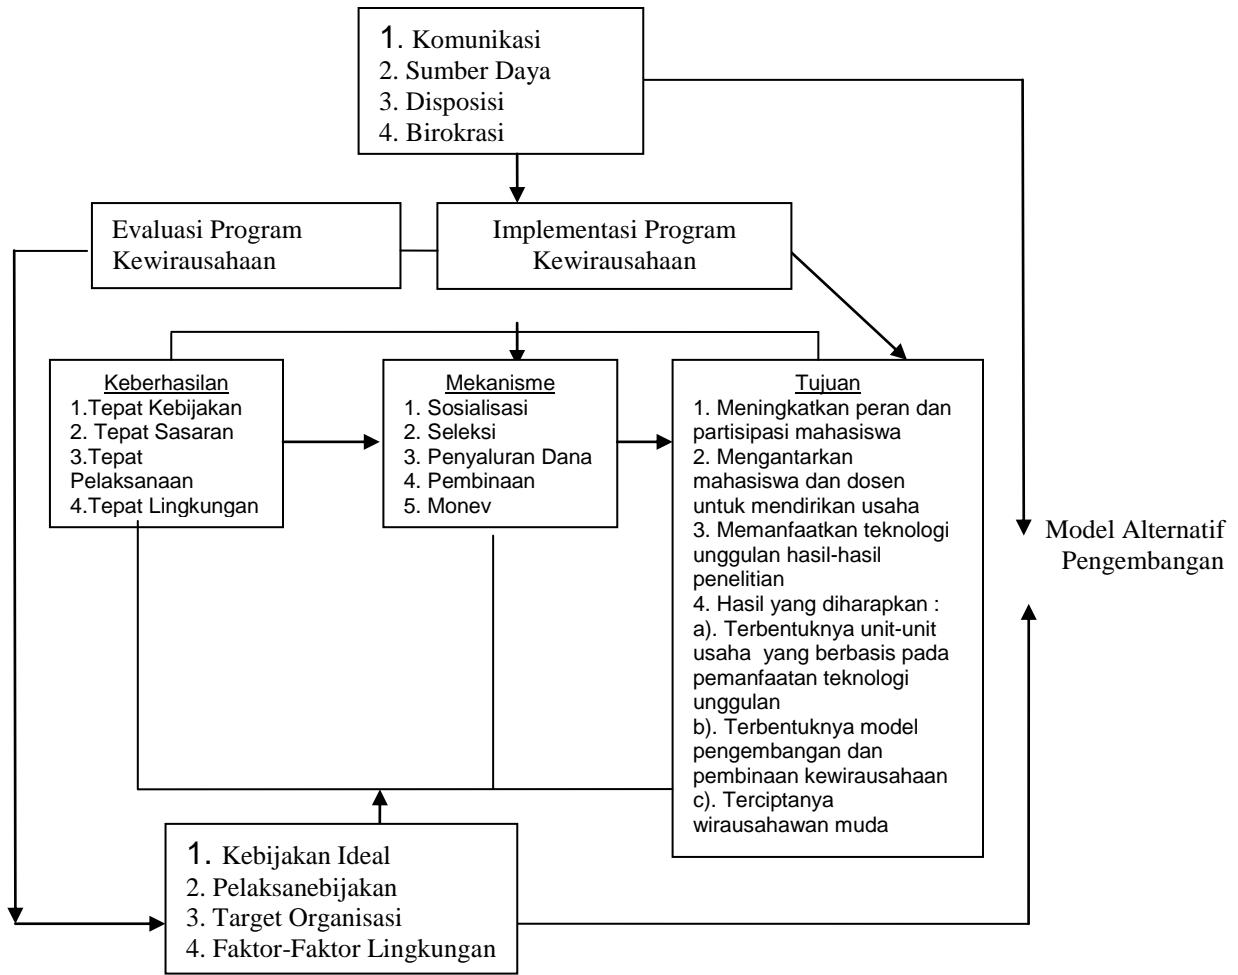 1. Komunikasi
2. Sumber Daya
3. Disposisi
4. Birokrasi
Evaluasi Program
Kewirausahaan
Implementasi Program
Kewirausahaan
Keberhasilan
1.Tepat Kebijakan
2. Tepat Sasaran
3.Tepat
Pelaksanaan
4.Tepat Lingkungan
Mekanisme
1. Sosialisasi
2. Seleksi
3. Penyaluran Dana
4. Pembinaan
5. Monev
Tujuan
1. Meningkatkan peran dan
partisipasi mahasiswa
2. Mengantarkan
mahasiswa dan dosen
untuk mendirikan usaha
3. Memanfaatkan teknologi
unggulan hasil-hasil
penelitian
4. Hasil yang diharapkan :
a). Terbentuknya unit-unit
usaha yang berbasis pada
pemanfaatan teknologi
unggulan
b). Terbentuknya model
pengembangan dan
pembinaan kewirausahaan
c). Terciptanya
wirausahawan muda
Model Alternatif
Pengembangan
1. Kebijakan Ideal
2. Pelaksanebijakan
3. Target Organisasi
4. Faktor-Faktor Lingkungan